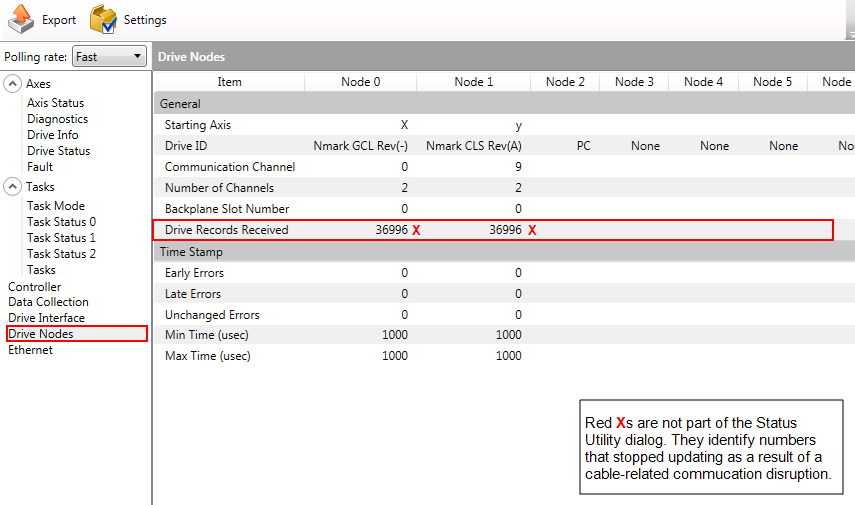 Export Settings
Polling rate: Fast
Axes
Axis Status
Diagnostics
Drive Info
Drive Status
Fault
Tasks
Task Mode
Task Status 0
Task Status 1
Task Status 2
Tasks
Controller
Data Collection
Drive Interface
Drive Nodes
Ethernet
Drive Nodes
Item Node 0 Node 1 Node 2 Node 3 Node 4 Node 5 Node
General
Starting Axis X y
Drive ID Nmark GCL Rev(-) Nmark CLS Rev(A) PC None None None No
Communication Channel 0 9
Number of Channels 2 2
Backplane Slot Number 0 0
Drive Records Received 36996 X 36996 X
Time Stamp
Early Errors 0 0
Late Errors 0 0
Unchanged Errors 0 0
Min Time (usec) 1000 1000
Max Time (usec) 1000 1000
Red Xs are not part of the Status
Utility dialog. They identify numbers
that stopped updating as a result of a
cable-related commucation disruption.